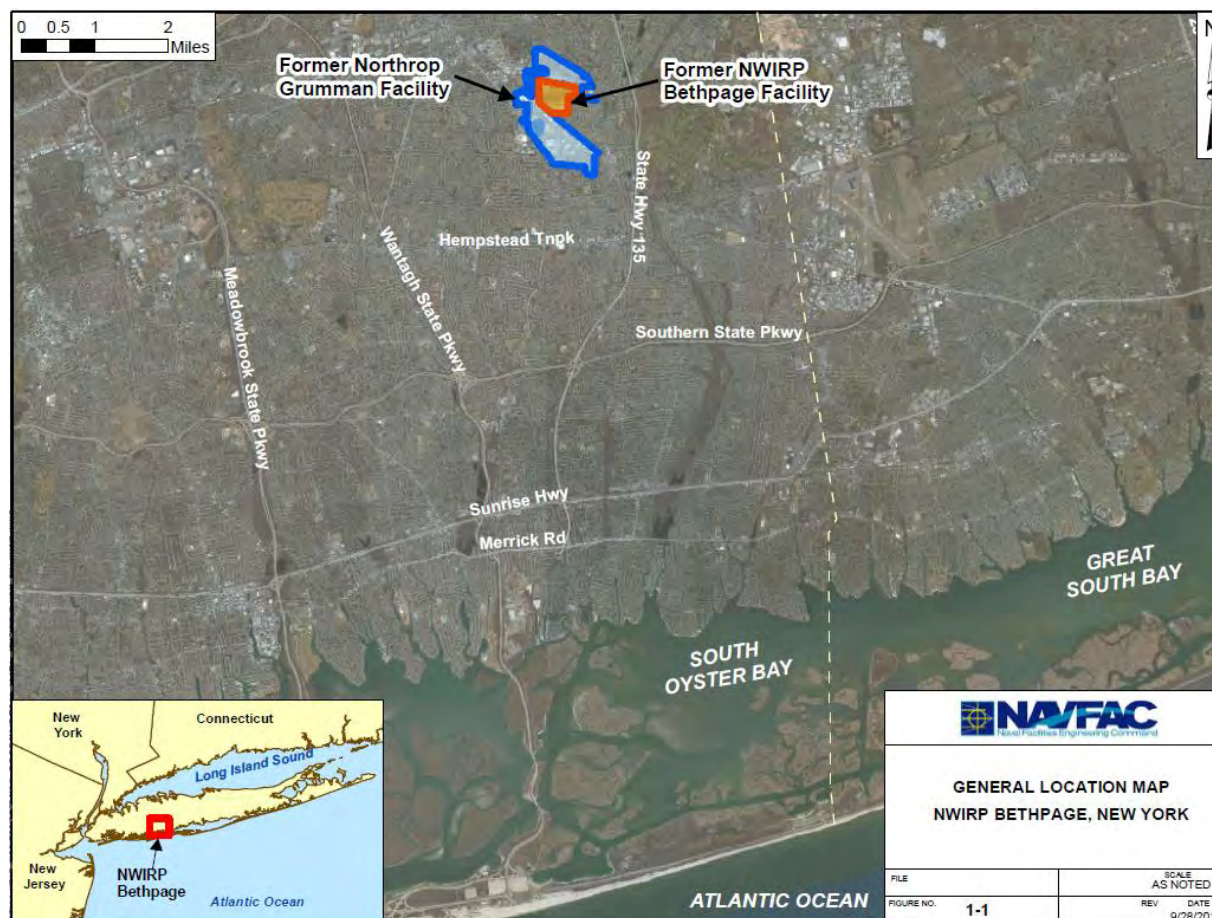 0 0.5 1 2
Miles
Former Northrop
Grumman Facility
Former NWIRP
Bethpage Facility
N
State Hwy 135
Hempstead Tnpk
Wantagh State Pkwy
Meadowbrook State Pkwy
Southern State Pkwy
Sunrise Hwy
Merrick Rd
GREAT
SOUTH BAY
SOUTH
OYSTER BAY
ATLANTIC OCEAN
New
York
Connecticut
Long Island Sound
New
Jersey
NWIRP
Bethpage
Atlantic Ocean
NAVFAC
Naval Facilities Engineering Command
GENERAL LOCATION MAP
NWIRP BETHPAGE, NEW YORK
FILE
SCALE
AS NOTED
FIGURE NO.
1-1
REV DATE
9/28/20